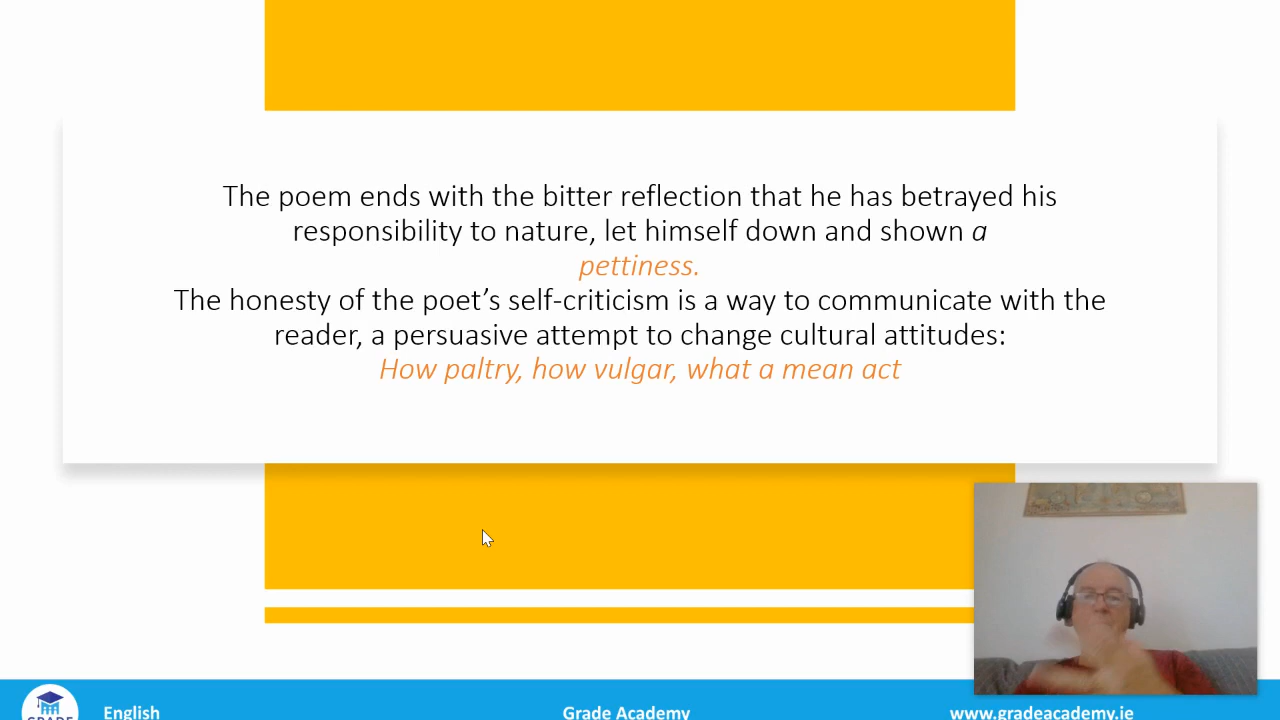 The poem ends with the bitter reflection that he has betrayed his
responsibility to nature, let himself down and shown a
pettiness.
The honesty of the poet’s self-criticism is a way to communicate with the
reader, a persuasive attempt to change cultural attitudes:
How paltry, how vulgar, what a mean act
GRADE
English
Grade Academy
www.gradeacademy.ie